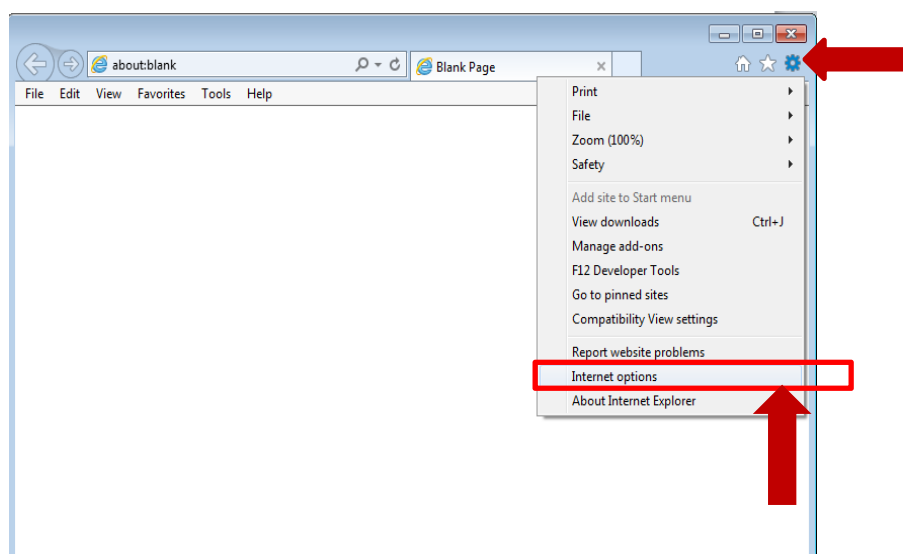 about:blank
Blank Page
File Edit View Favorites Tools Help
Print
File
Zoom (100%)
Safety
Add site to Start menu
View downloads Ctrl+J
Manage add-ons
F12 Developer Tools
Go to pinned sites
Compatibility View settings
Report website problems
Internet options
About Internet Explorer